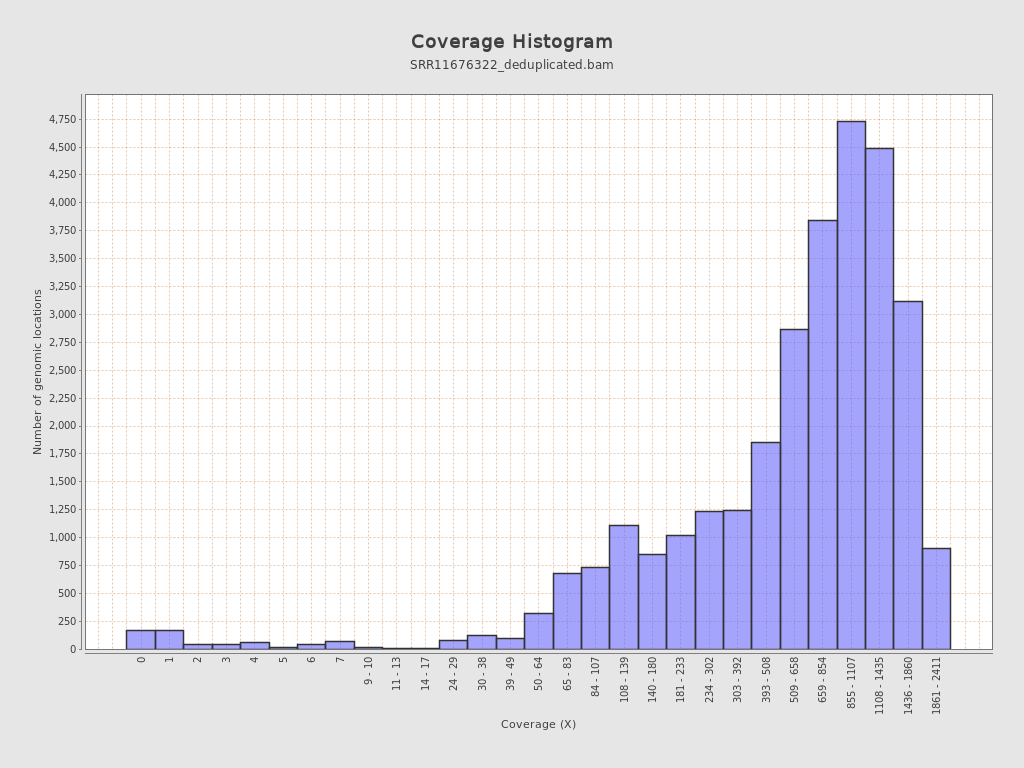 Coverage Histogram
SRR11676322_deduplicated.bam
Number of genomic locations
4,750
4,500
4,250
4,000
3,750
3,500
3,250
3,000
2,750
2,500
2,250
2,000
1,750
1,500
1,250
1,000
750
500
250
0
0
1
2
3
4
5
6
7
9 - 10
11 - 13
14 - 17
24 - 29
30 - 38
39 - 49
50 - 64
65 - 83
84 - 107
108 - 139
140 - 180
181 - 233
234 - 302
303 - 392
393 - 508
509 - 658
659 - 854
855 - 1107
1108 - 1435
1436 - 1860
1861 - 2411
Coverage (X)